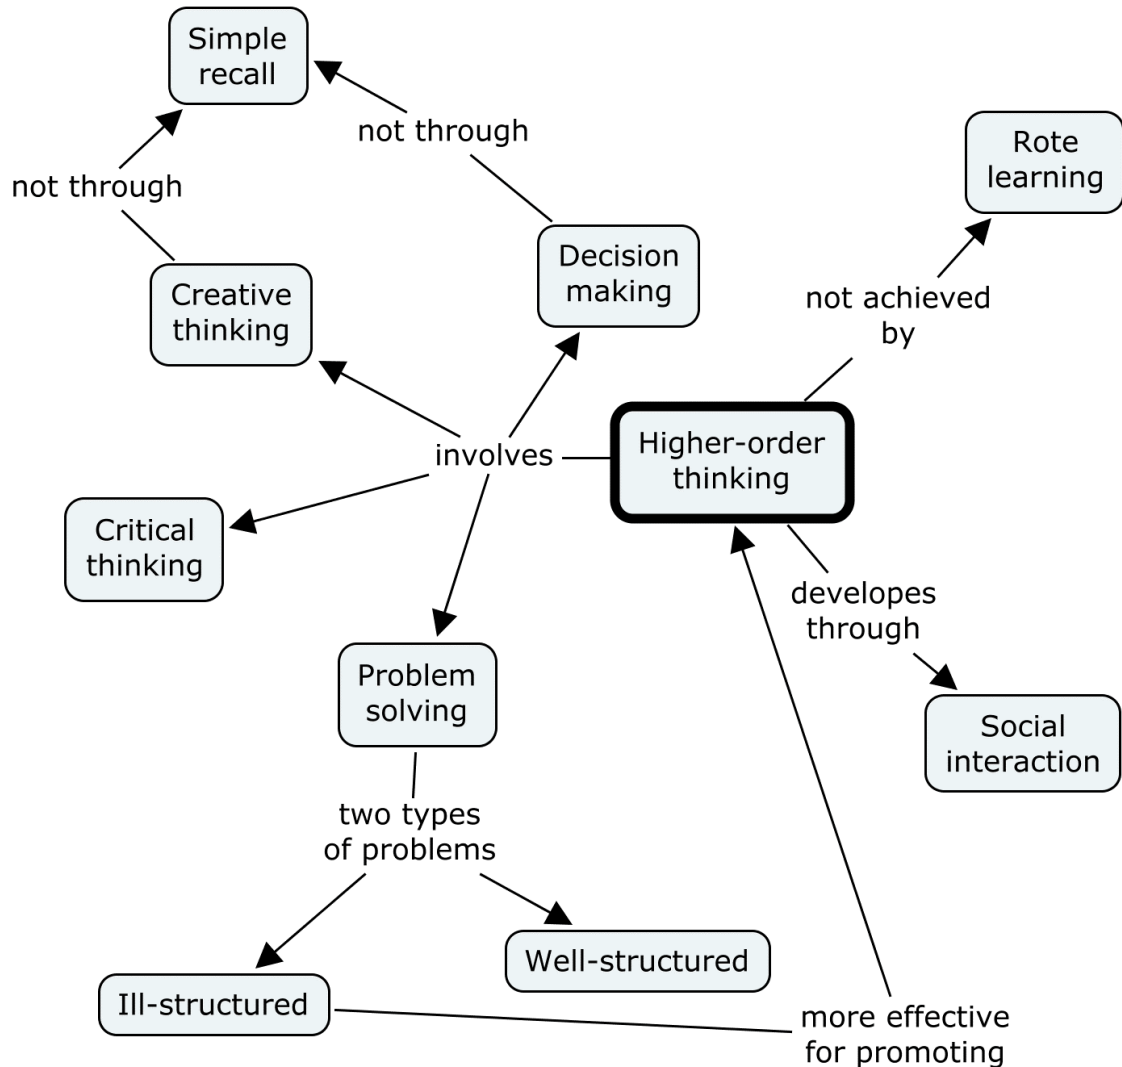 Simple
recall
not through
not through
Rote
learning
Decision
making
Creative
thinking
not achieved
by
Higher-order
thinking
involves
Critical
thinking
developes
through
Problem
solving
Social
interaction
two types
of problems
Well-structured
Ill-structured
more effective
for promoting